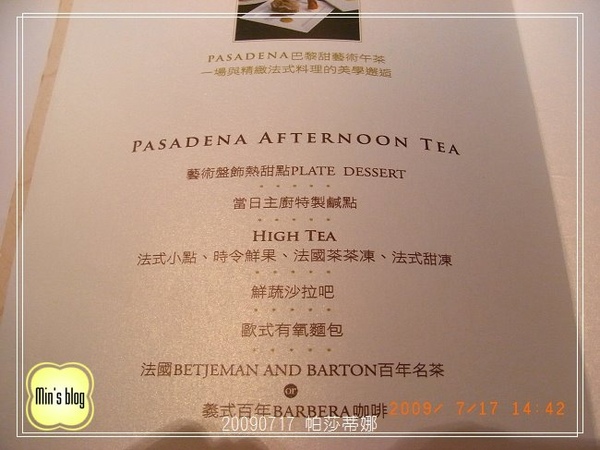 PASADENA巴黎甜藝術午茶
一場與精緻法式料理的美學邂逅
PASADENA AFTERNOON TEA
藝術盤飾熱甜點PLATE DESSERT
當日主廚特製鹹點
HIGH TEA
法式小點、時令鮮果、法國茶茶凍、法式甜凍
鮮蔬沙拉吧
歐式有氧麵包
法國BETJEMAN AND BARTON百年名茶
or
義式百年BARBERA咖啡
2009/ 7/17 14:42
20090717 帕莎蒂娜
Min's blog